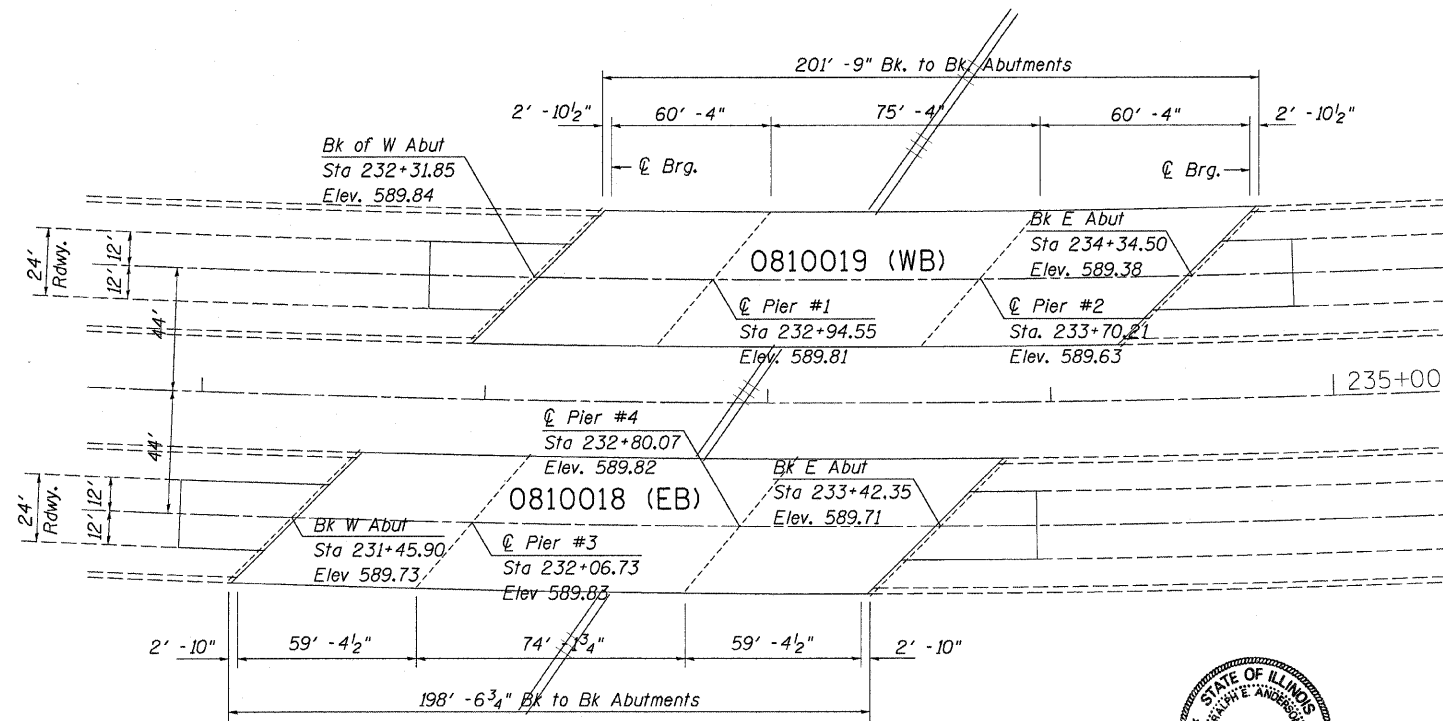 201' -9" Bk. to Bk. Abutments
2' -10½" 60' -4" 75' -4" 60' -4" 2' -10½"
Bk of W Abut
Sta 232+31.85
Elev. 589.84
℄ Brg.
℄ Brg.
24'
Rdwy.
12'
12'
0810019 (WB)
Bk E Abut
Sta 234+34.50
Elev. 589.38
℄ Pier #1
Sta 232+94.55
Elev. 589.81
℄ Pier #2
Sta. 233+70.21
Elev. 589.63
44'
235+00
44'
℄ Pier #4
Sta 232+80.07
Elev. 589.82
24'
Rdwy.
12'
12'
0810018 (EB)
Bk E Abut
Sta 233+42.35
Elev. 589.71
Bk W Abut
Sta 231+45.90
Elev 589.73
℄ Pier #3
Sta 232+06.73
Elev 589.83
2' -10" 59' -4½" 74' -1¾" 59' -4½" 2' -10"
198' -6¾" Bk to Bk Abutments
STATE OF ILLINOIS
RALPH E. ANDERSON